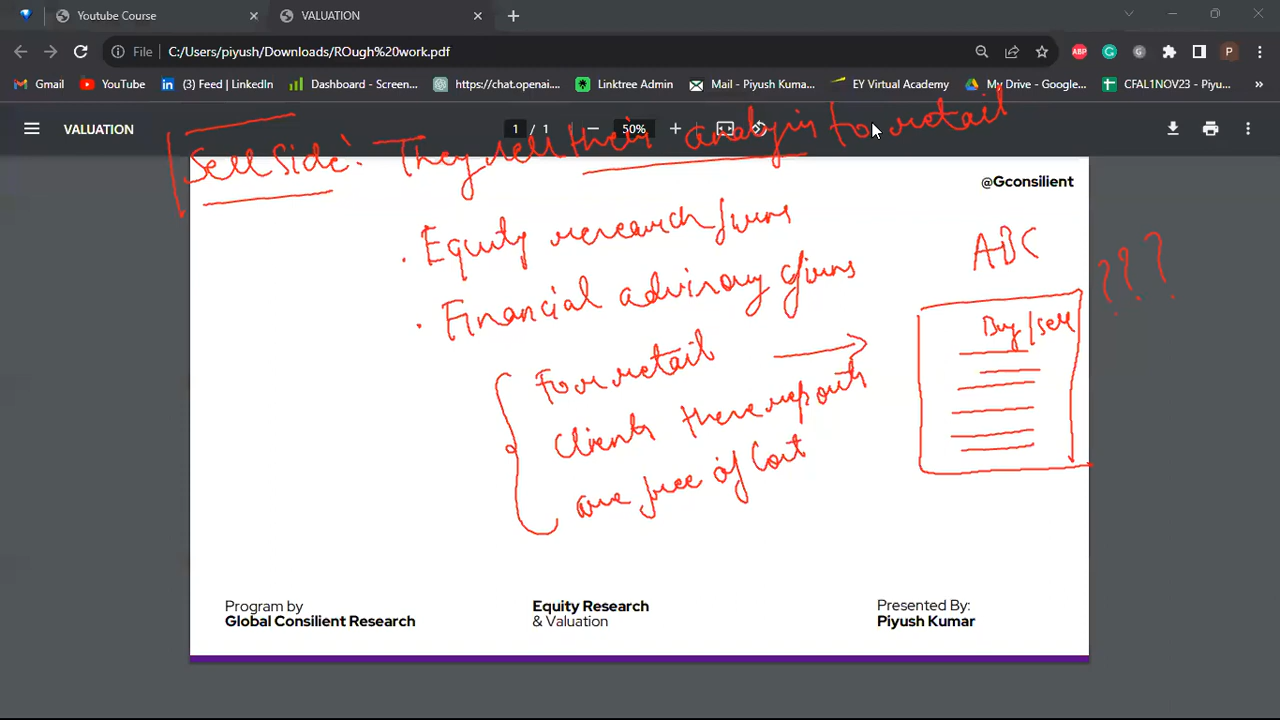 Youtube Course
VALUATION
File C:/Users/piyush/Downloads/ROugh%20work.pdf
Gmail YouTube (3) Feed | LinkedIn Dashboard - Screen... https://chat.openai.... Linktree Admin Mail - Piyush Kuma... EY Virtual Academy My Drive - Google... CFAL1NOV23 - Piyu... »
VALUATION 1 / 1 50%
Sell Side: They sell their analysis for retail
@Gconsilient
· Equity research firms
ABC ???
· Financial advisory firms
Buy/Sell
For retail
clients these reports
are free of cost
Program by
Global Consilient Research
Equity Research
& Valuation
Presented By:
Piyush Kumar